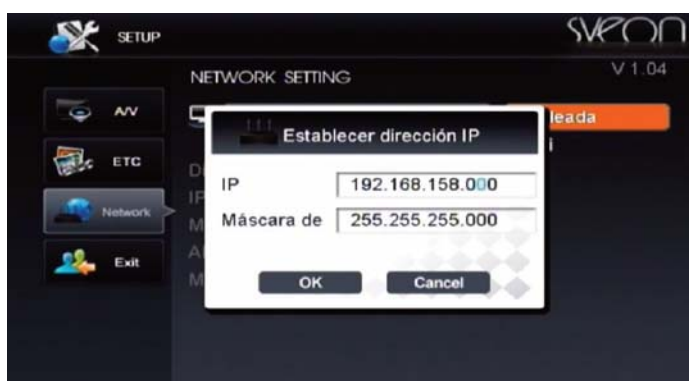 SETUP
sveon
V 1.04
NETWORK SETTING
A/V
ETC
Network
Exit
leada
i
Establecer dirección IP
IP 192.168.158.000
Máscara de 255.255.255.000
OK Cancel
D
IP
M
A
M